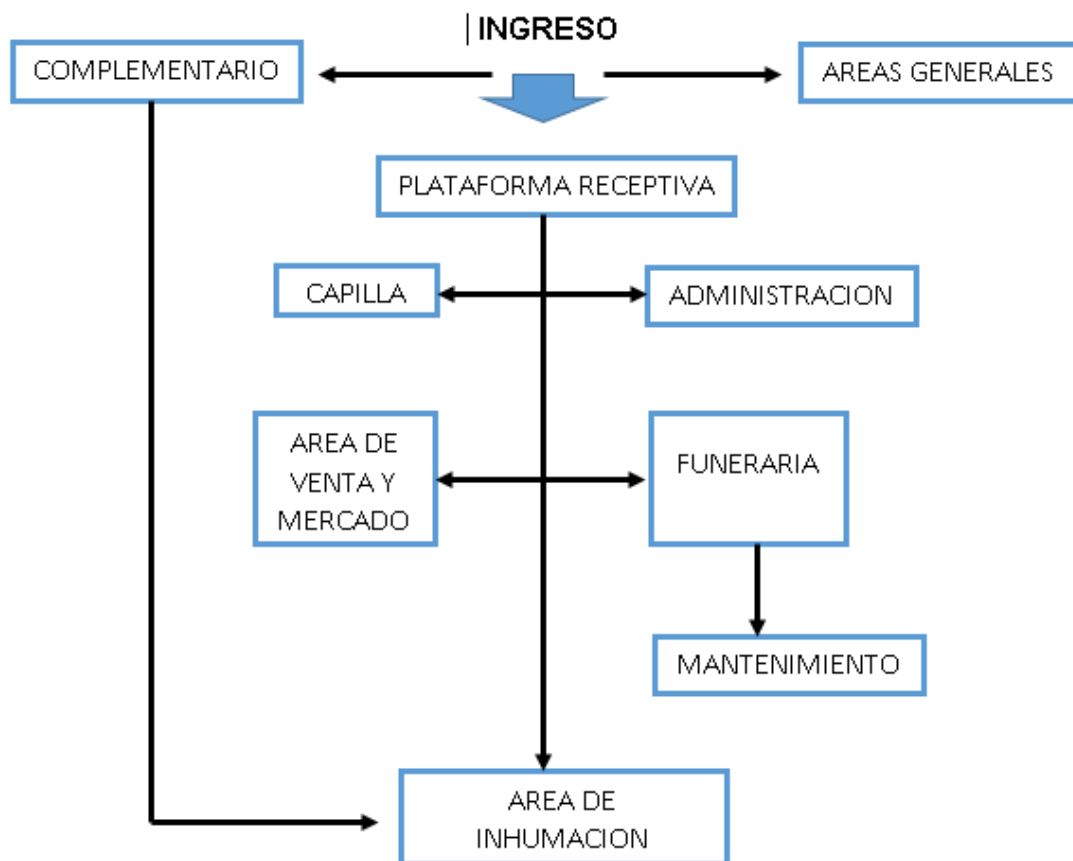 INGRESO
COMPLEMENTARIO
AREAS GENERALES
PLATAFORMA RECEPTIVA
CAPILLA
ADMINISTRACION
AREA DE
VENTA Y
MERCADO
FUNERARIA
MANTENIMIENTO
AREA DE
INHUMACION